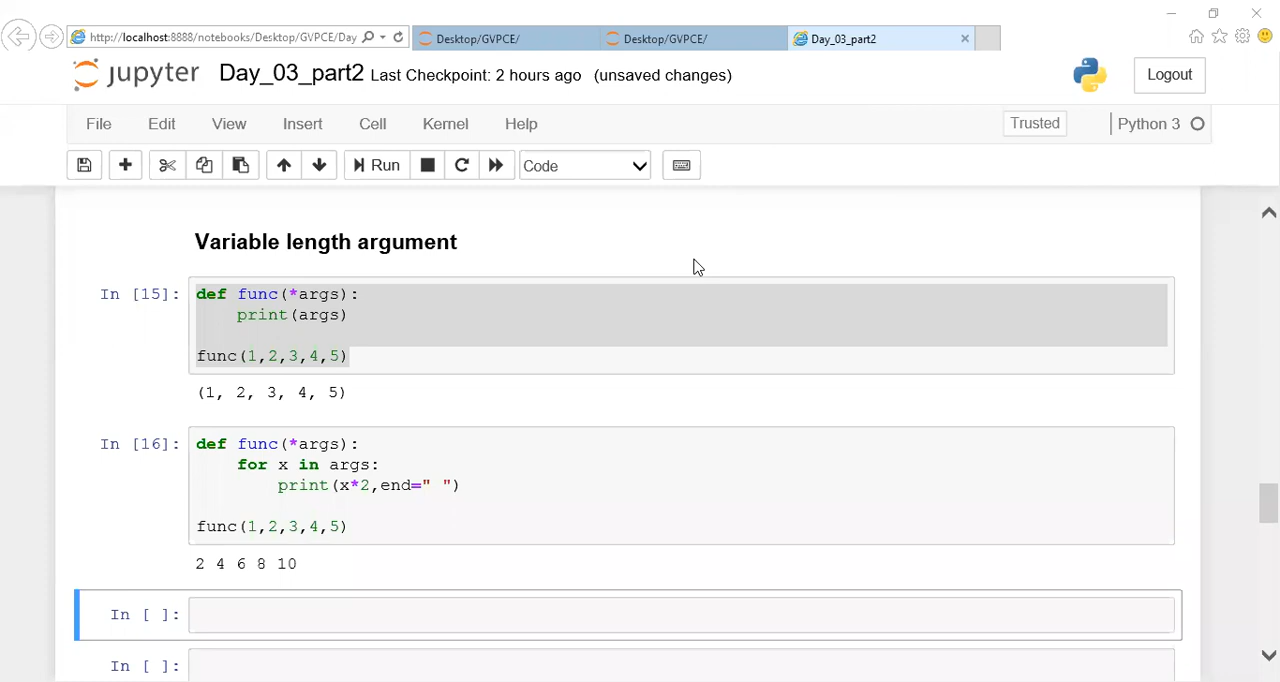 http://localhost:8888/notebooks/Desktop/GVPCE/Day
Desktop/GVPCE/
Desktop/GVPCE/
Day_03_part2
jupyter Day_03_part2 Last Checkpoint: 2 hours ago (unsaved changes)
Logout
File Edit View Insert Cell Kernel Help
Trusted
Python 3
Run
Code
Variable length argument
In [15]: def func(*args):
    print(args)
func(1,2,3,4,5)
(1, 2, 3, 4, 5)
In [16]: def func(*args):
    for x in args:
        print(x*2,end=" ")
func(1,2,3,4,5)
2 4 6 8 10
In [ ]:
In [ ]: